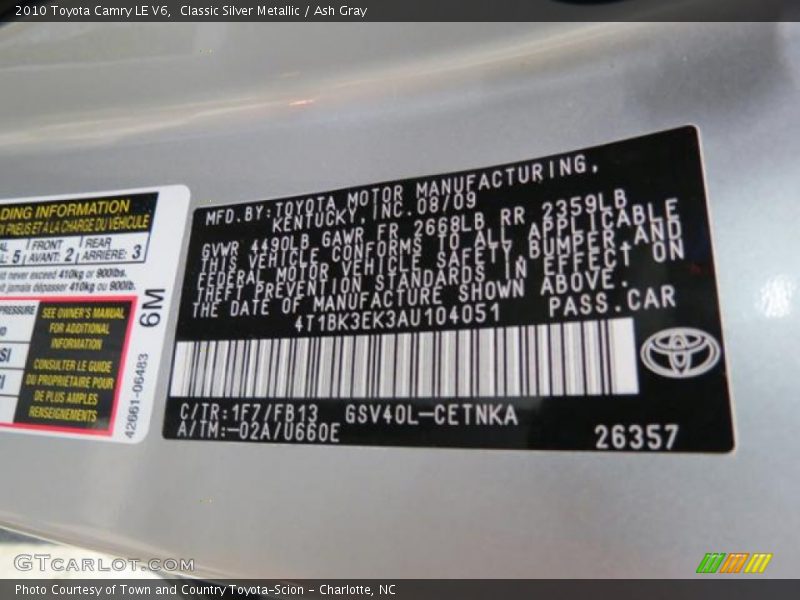 2010 Toyota Camry LE V6,  Classic Silver Metallic / Ash Gray
DING INFORMATION
PNEUS ET A LA CHARGE DU VÉHICULE
5 FRONT AVANT: 2 REAR ARRIÈRE: 3
never exceed 410kg or 900lbs.
jamais dépasser 410kg ou 900lb.
PRESSURE
SEE OWNER'S MANUAL
FOR ADDITIONAL
INFORMATION
CONSULTER LE GUIDE
DU PROPRIÉTAIRE POUR
DE PLUS AMPLES
RENSEIGNEMENTS
6M
42661-06483
MFD.BY:TOYOTA MOTOR MANUFACTURING,
KENTUCKY,INC.08/09
GVWR 4490LB GAWR FR 2668LB RR 2359LB
THIS VEHICLE CONFORMS TO ALL APPLICABLE
FEDERAL MOTOR VEHICLE SAFETY,BUMPER,AND
THEFT PREVENTION STANDARDS IN EFFECT ON
THE DATE OF MANUFACTURE SHOWN ABOVE.
4T1BK3EK3AU104051 PASS.CAR
C/TR:1F7/FB13 GSV40L-CETNKA
A/TM:-02A/U660E
26357
GTCARLOT.COM
Photo Courtesy of Town and Country Toyota-Scion - Charlotte, NC